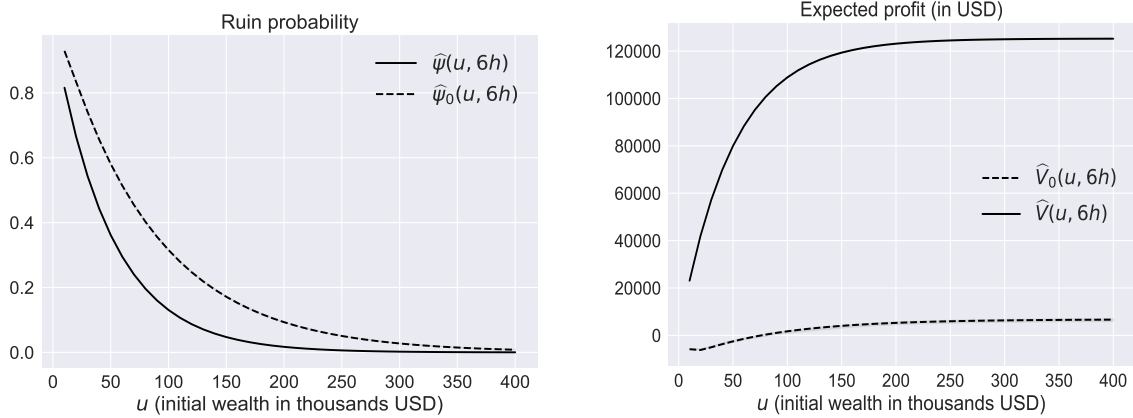 Ruin probability
ψ̂(u, 6h)
ψ̂₀(u, 6h)
0.8
0.6
0.4
0.2
0.0
0 50 100 150 200 250 300 350 400
u (initial wealth in thousands USD)
Expected profit (in USD)
120000
100000
80000
60000
40000
20000
0
V̂₀(u, 6h)
V̂(u, 6h)
0 50 100 150 200 250 300 350 400
u (initial wealth in thousands USD)